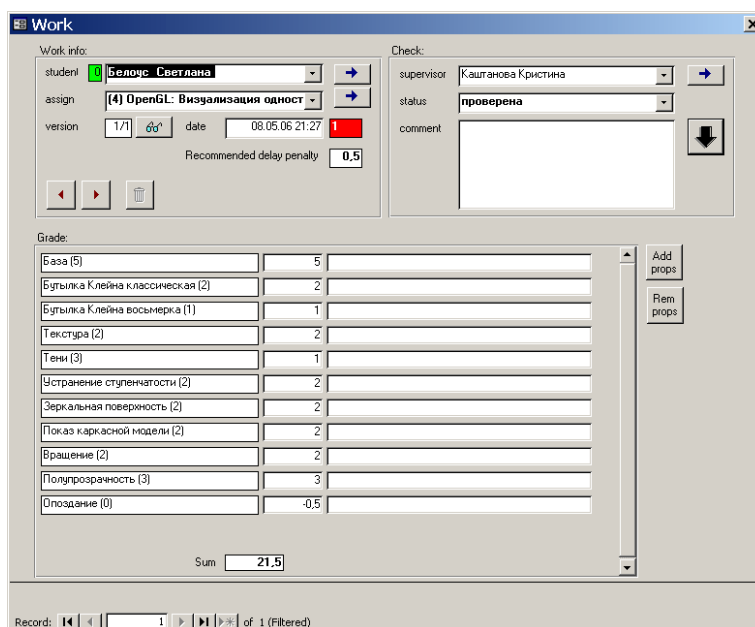 Work
Work info:
student 0 Белоус Светлана
assign (4) OpenGL: Визуализация одност
version 1/1 date 08.05.06 21:27 1
Recommended delay penalty 0,5
Check:
supervisor Каштанова Кристина
status проверена
comment
Grade:
База (5) 5
Бутылка Клейна классическая (2) 2
Бутылка Клейна восьмерка (1) 1
Текстура (2) 2
Тени (3) 1
Устранение ступенчатости (2) 2
Зеркальная поверхность (2) 2
Показ каркасной модели (2) 2
Вращение (2) 2
Полупрозрачность (3) 3
Опоздание (0) -0,5
Sum 21,5
Add
props
Rem
props
Record: 1 of 1 (Filtered)